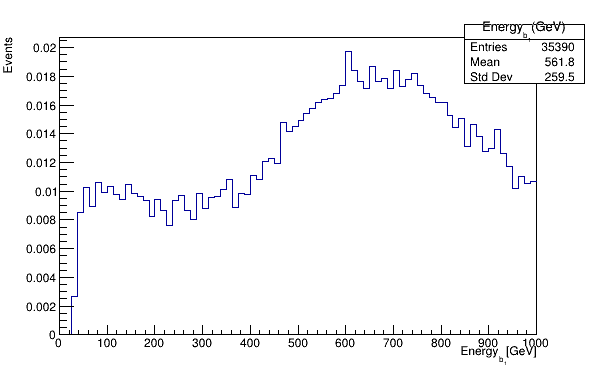 Energy_b_1 (GeV)
Entries 35390
Mean 561.8
Std Dev 259.5
Events
0.02
0.018
0.016
0.014
0.012
0.01
0.008
0.006
0.004
0.002
0
0 100 200 300 400 500 600 700 800 900 1000
Energy_b_1 [GeV]